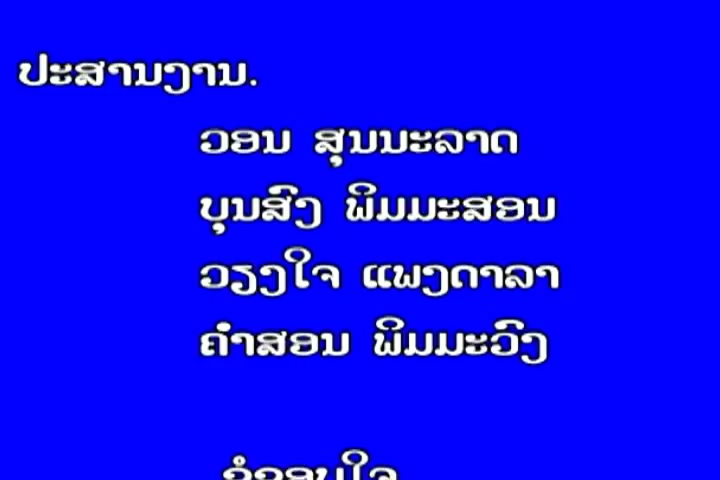 ປະສານງານ.
ວອນ ສຸນນະລາດ
ບຸນສົງ ພິມມະສອນ
ວຽງໃຈ ແພງດາລາ
ຄຳສອນ ພິມມະວົງ